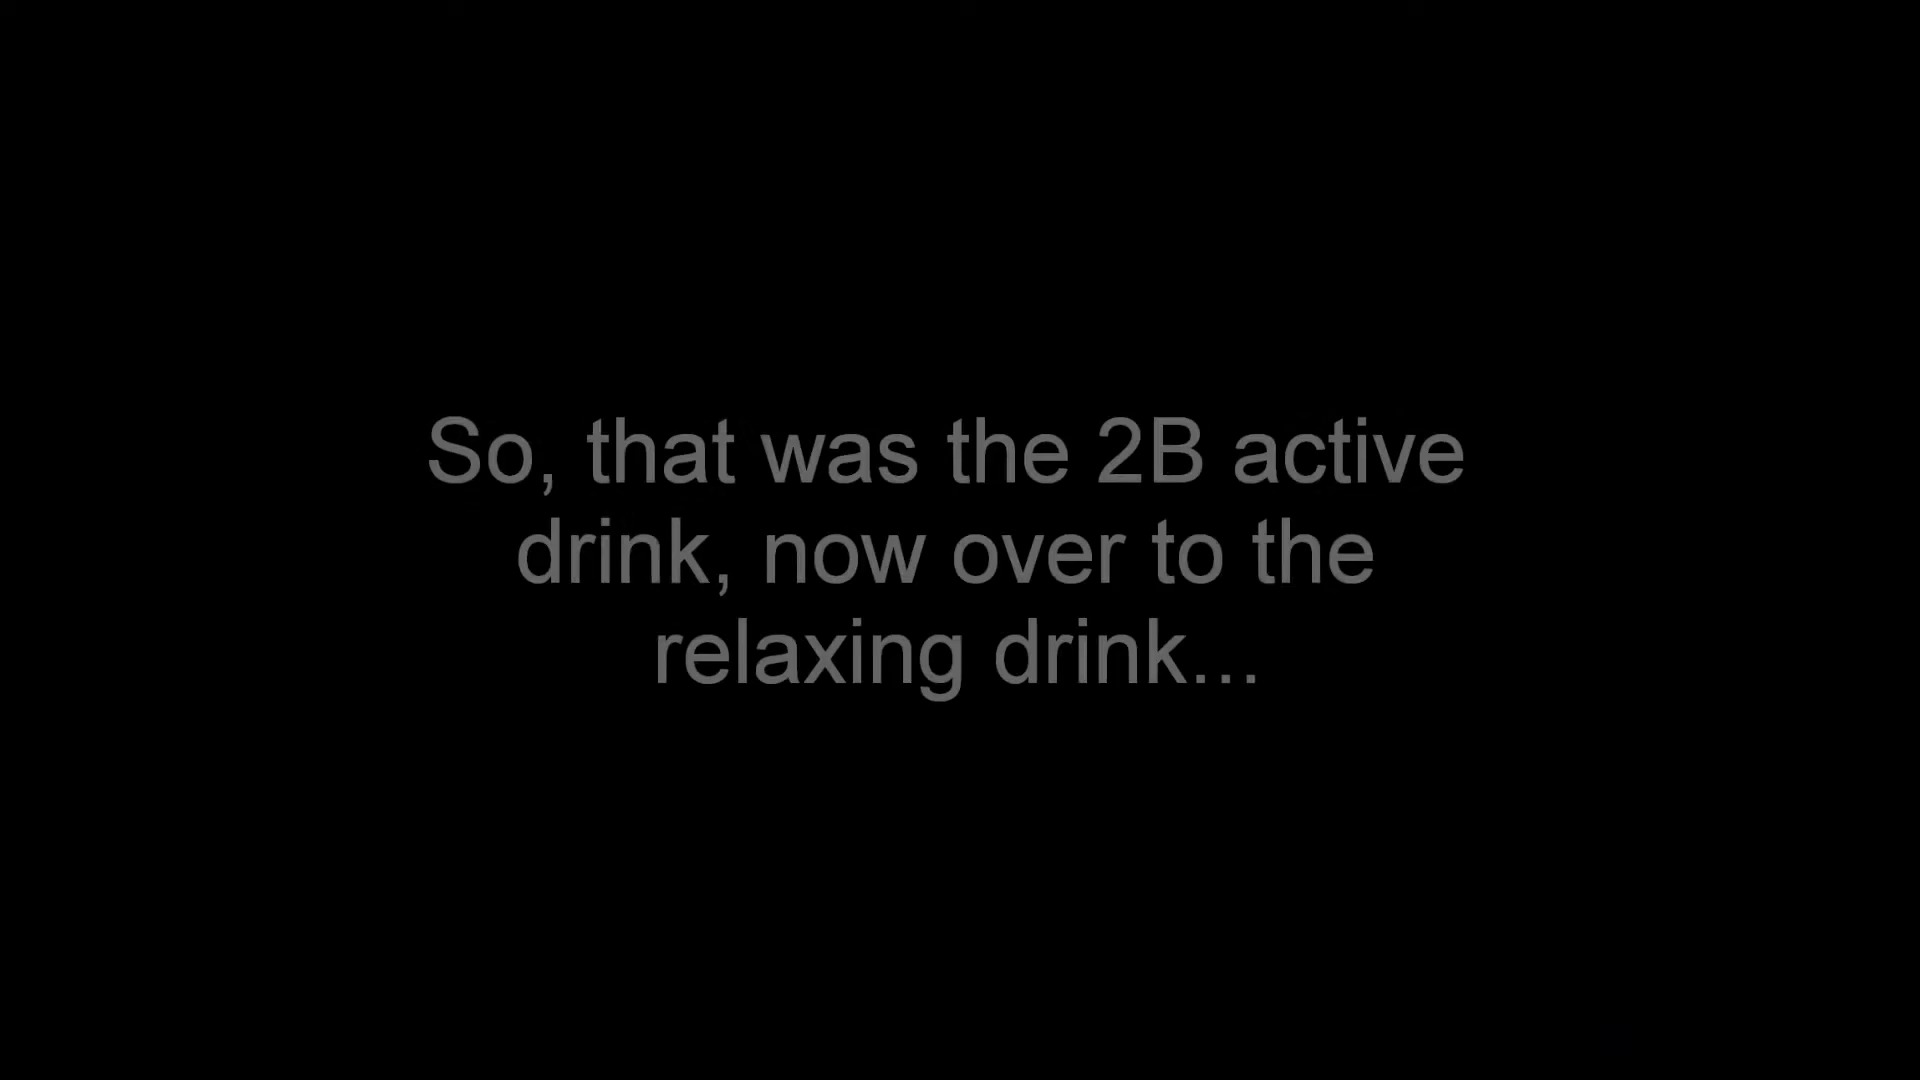 So, that was the 2B active
drink, now over to the
relaxing drink...